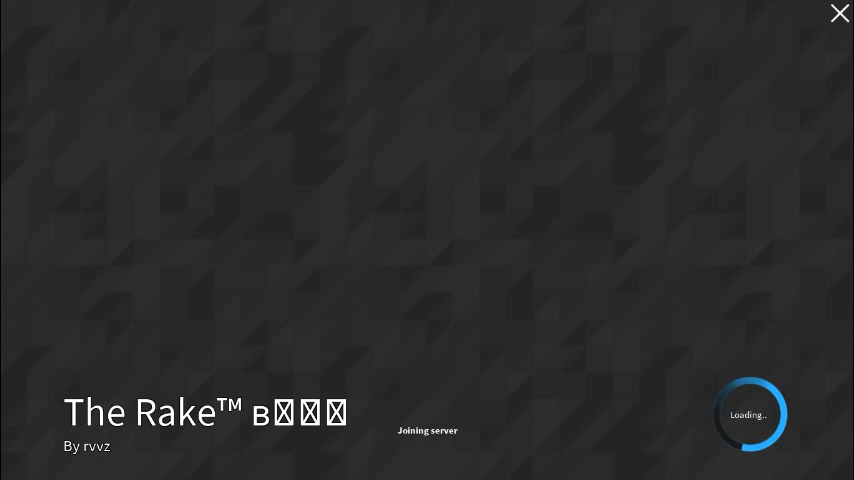 The Rake™ ʙ
By rvvz
Joining server
Loading..